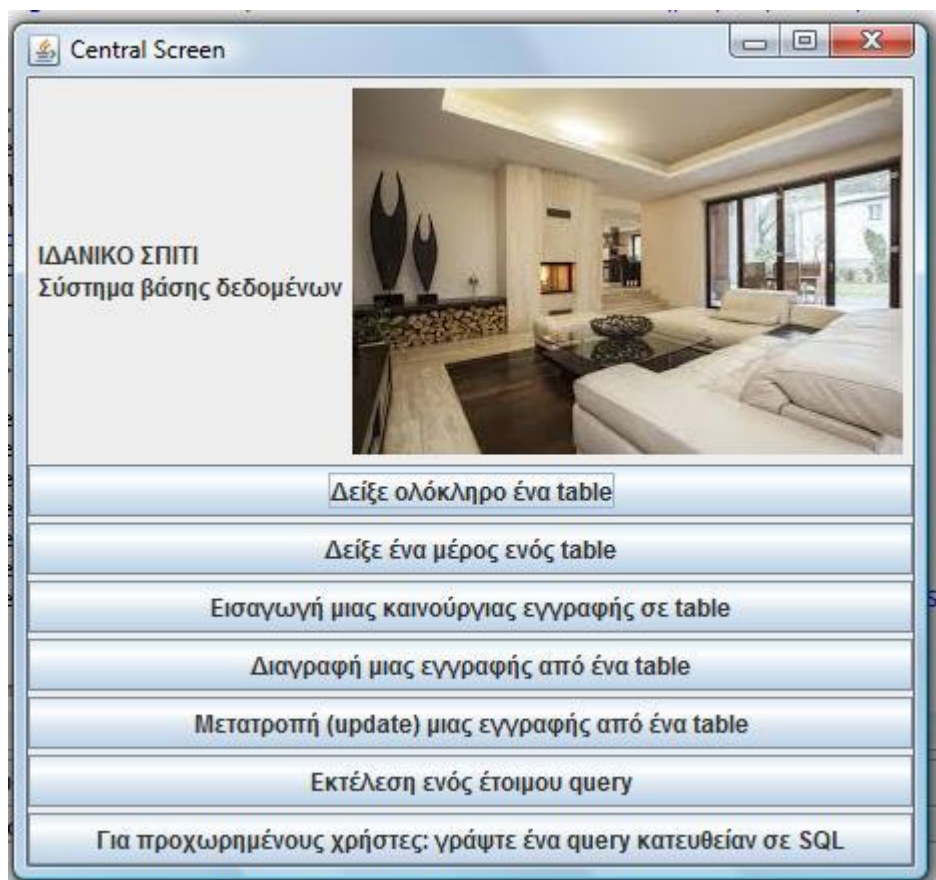 Central Screen
ΙΔΑΝΙΚΟ ΣΠΙΤΙ
Σύστημα βάσης δεδομένων
Δείξε ολόκληρο ένα table
Δείξε ένα μέρος ενός table
Εισαγωγή μιας καινούργιας εγγραφής σε table
Διαγραφή μιας εγγραφής από ένα table
Μετατροπή (update) μιας εγγραφής από ένα table
Εκτέλεση ενός έτοιμου query
Για προχωρημένους χρήστες: γράψτε ένα query κατευθείαν σε SQL